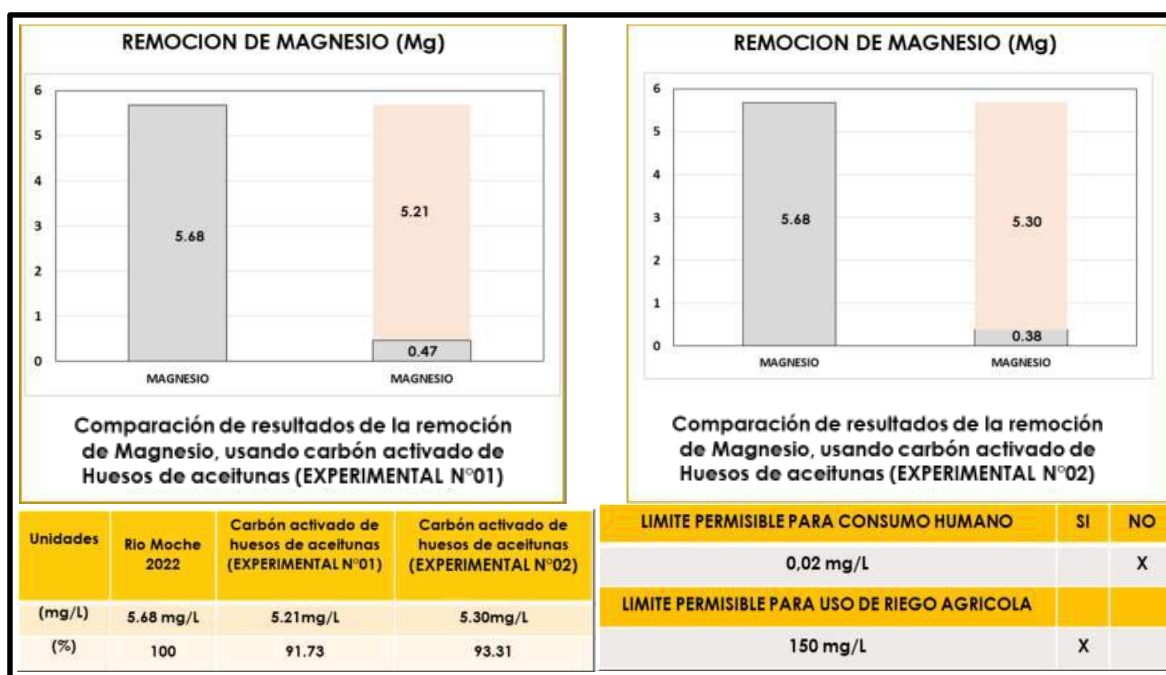 REMOCION DE MAGNESIO (Mg)
6
5
4
3
2
1
0
5.68
5.21
0.47
MAGNESIO
MAGNESIO
Comparación de resultados de la remoción
de Magnesio, usando carbón activado de
Huesos de aceitunas (EXPERIMENTAL N°01)
REMOCION DE MAGNESIO (Mg)
6
5
4
3
2
1
0
5.68
5.30
0.38
MAGNESIO
MAGNESIO
Comparación de resultados de la remoción
de Magnesio, usando carbón activado de
Huesos de aceitunas (EXPERIMENTAL N°02)
Unidades
Rio Moche
2022
Carbón activado de
huesos de aceitunas
(EXPERIMENTAL N°01)
Carbón activado de
huesos de aceitunas
(EXPERIMENTAL N°02)
(mg/L) 5.68 mg/L 5.21mg/L 5.30mg/L
(%) 100 91.73 93.31
LIMITE PERMISIBLE PARA CONSUMO HUMANO SI NO
0,02 mg/L X
LIMITE PERMISIBLE PARA USO DE RIEGO AGRICOLA
150 mg/L X